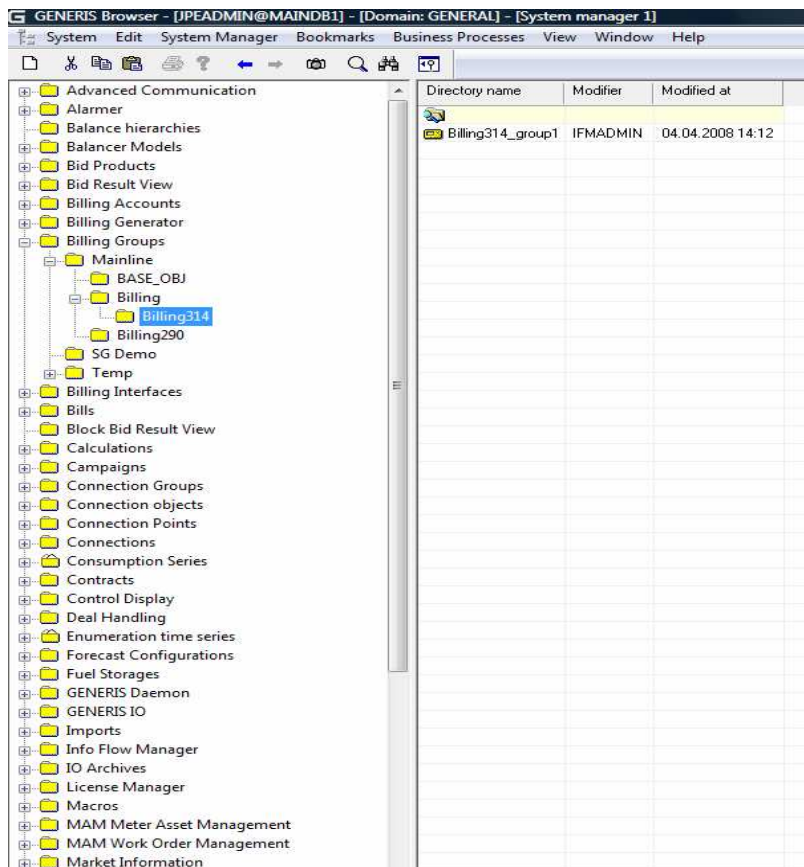 GENERIS Browser - [JPEADMIN@MAINDB1] - [Domain: GENERAL] - [System manager 1]
System Edit System Manager Bookmarks Business Processes View Window Help
Advanced Communication
Alarmer
Balance hierarchies
Balancer Models
Bid Products
Bid Result View
Billing Accounts
Billing Generator
Billing Groups
Mainline
BASE_OBJ
Billing
Billing314
Billing290
SG Demo
Temp
Billing Interfaces
Bills
Block Bid Result View
Calculations
Campaigns
Connection Groups
Connection objects
Connection Points
Connections
Consumption Series
Contracts
Control Display
Deal Handling
Enumeration time series
Forecast Configurations
Fuel Storages
GENERIS Daemon
GENERIS IO
Imports
Info Flow Manager
IO Archives
License Manager
Macros
MAM Meter Asset Management
MAM Work Order Management
Market Information
Directory name Modifier Modified at
Billing314_group1 IFMADMIN 04.04.2008 14:12